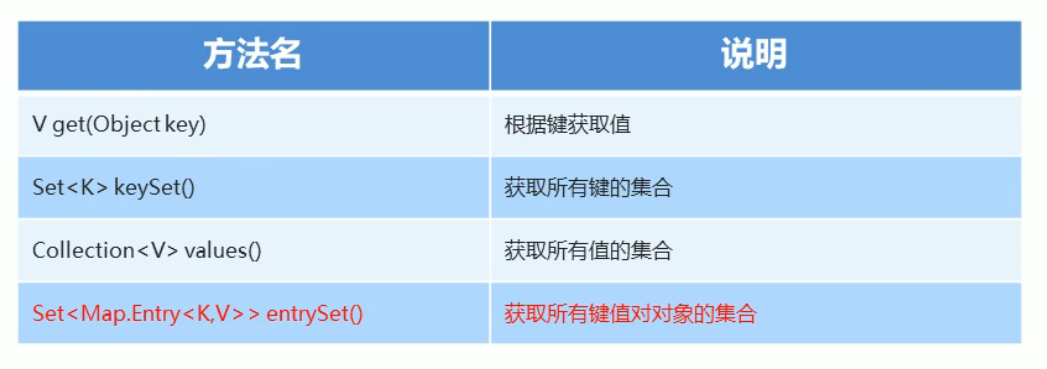 方法名 说明
V get(Object key) 根据键获取值
Set<K> keySet() 获取所有键的集合
Collection<V> values() 获取所有值的集合
Set<Map.Entry<K,V>> entrySet() 获取所有键值对对象的集合